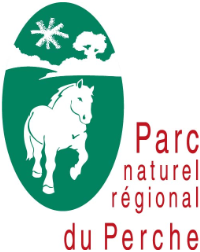 Parc
naturel
régional
du Perche